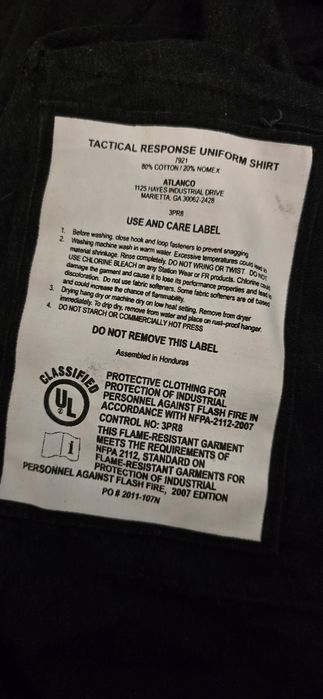 TACTICAL RESPONSE UNIFORM SHIRT
7921
80% COTTON / 20% NOMEX
ATLANCO
1125 HAYES INDUSTRIAL DRIVE
MARIETTA, GA 30062-2428
3PR8
USE AND CARE LABEL
1. Before washing, close hook and loop fasteners to prevent snagging
2. Washing machine wash in warm water. Excessive temperatures could lead to
material shrinkage. Rinse completely. DO NOT WRING OR TWIST. DO NOT
USE CHLORINE BLEACH on any Station Wear or FR products. Chlorine could
damage the garment and cause it to lose its performance properties and lead to
discoloration. Do not use fabric softeners. Some fabric softeners are oil based
and could increase the chance of flammability.
3. Drying hang dry or machine dry on low heat setting. Remove from dryer
immediately. To drip dry, remove from water and place on rust-proof hanger.
4. DO NOT STARCH OR COMMERCIALLY HOT PRESS
DO NOT REMOVE THIS LABEL
Assembled in Honduras
CLASSIFIED
UL
PROTECTIVE CLOTHING FOR
PROTECTION OF INDUSTRIAL
PERSONNEL AGAINST FLASH FIRE IN
ACCORDANCE WITH NFPA-2112-2007
CONTROL NO: 3PR8
THIS FLAME-RESISTANT GARMENT
MEETS THE REQUIREMENTS OF
NFPA 2112, STANDARD ON
FLAME-RESISTANT GARMENTS FOR
PROTECTION OF INDUSTRIAL
PERSONNEL AGAINST FLASH FIRE, 2007 EDITION
PO # 2011-107N